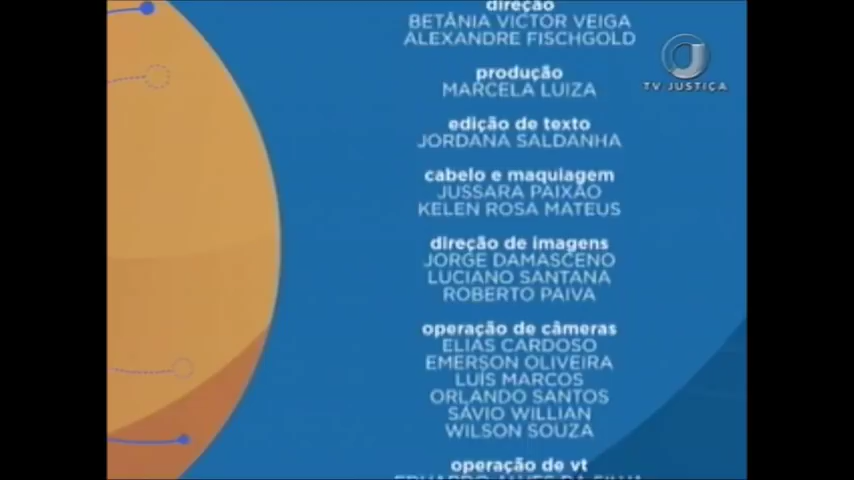 direção
BETÂNIA VICTOR VEIGA
ALEXANDRE FISCHGOLD
TV JUSTIÇA
produção
MARCELA LUIZA
edição de texto
JORDANA SALDANHA
cabelo e maquiagem
JUSSARA PAIXÃO
KELEN ROSA MATEUS
direção de imagens
JORGE DAMASCENO
LUCIANO SANTANA
ROBERTO PAIVA
operação de câmeras
ELIAS CARDOSO
EMERSON OLIVEIRA
LUÍS MARCOS
ORLANDO SANTOS
SÁVIO WILLIAN
WILSON SOUZA
operação de vt